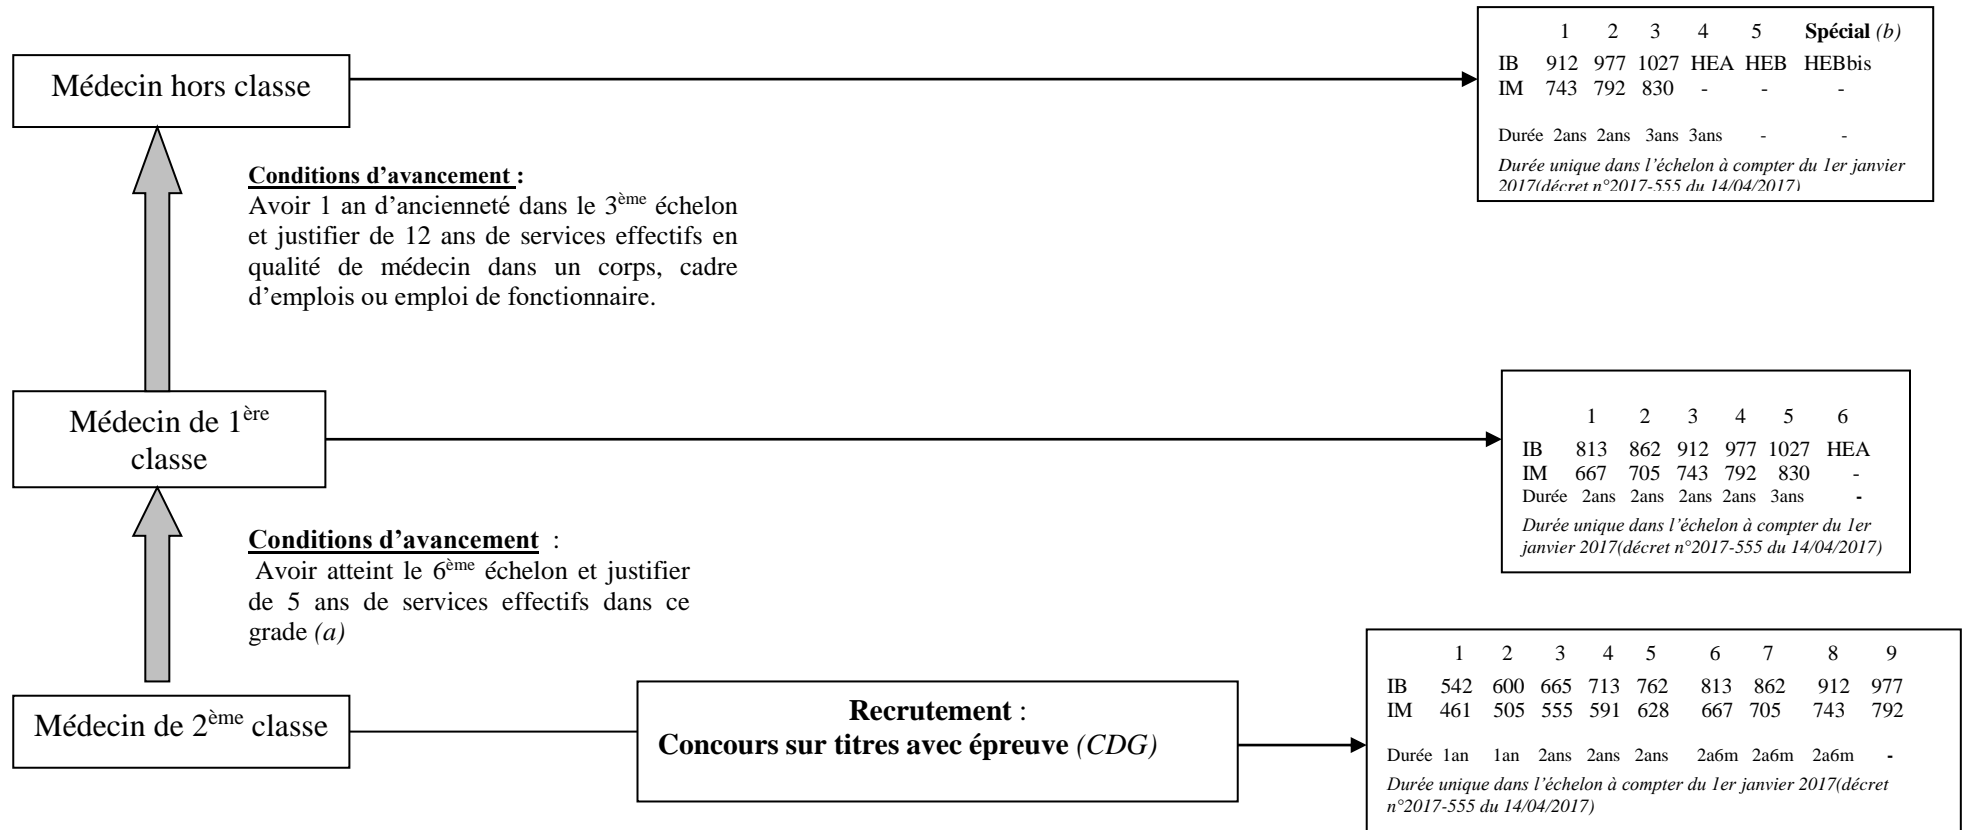 Médecin hors classe
1 2 3 4 5 Spécial (b)
IB 912 977 1027 HEA HEB HEBbis
IM 743 792 830 - - -
Durée 2ans 2ans 3ans 3ans - -
Durée unique dans l’échelon à compter du 1er janvier
2017(décret n°2017-555 du 14/04/2017)
Conditions d’avancement :
Avoir 1 an d’ancienneté dans le 3ème échelon
et justifier de 12 ans de services effectifs en
qualité de médecin dans un corps, cadre
d’emplois ou emploi de fonctionnaire.
Médecin de 1ère
classe
1 2 3 4 5 6
IB 813 862 912 977 1027 HEA
IM 667 705 743 792 830 -
Durée 2ans 2ans 2ans 2ans 3ans -
Durée unique dans l’échelon à compter du 1er
janvier 2017(décret n°2017-555 du 14/04/2017)
Conditions d’avancement :
Avoir atteint le 6ème échelon et justifier
de 5 ans de services effectifs dans ce
grade (a)
Médecin de 2ème classe
Recrutement :
Concours sur titres avec épreuve (CDG)
1 2 3 4 5 6 7 8 9
IB 542 600 665 713 762 813 862 912 977
IM 461 505 555 591 628 667 705 743 792
Durée 1an 1an 2ans 2ans 2ans 2a6m 2a6m 2a6m -
Durée unique dans l’échelon à compter du 1er janvier 2017(décret
n°2017-555 du 14/04/2017)